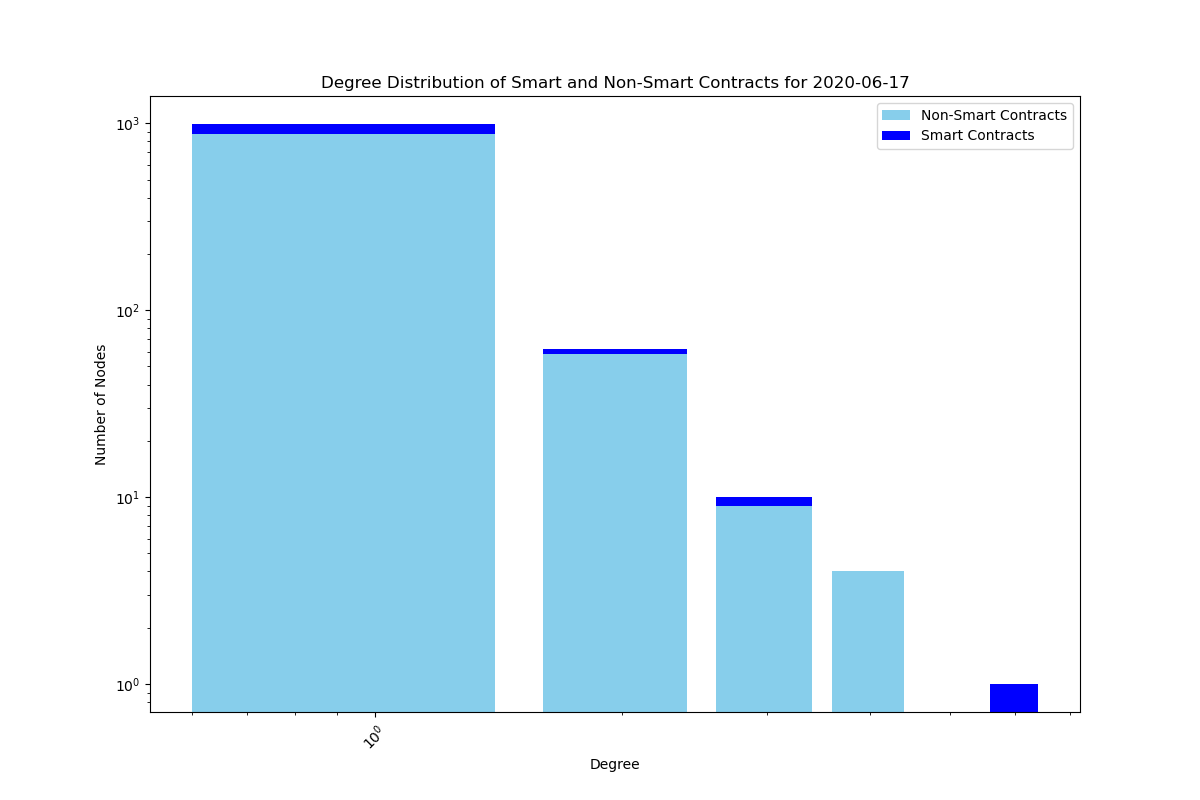 Degree Distribution of Smart and Non-Smart Contracts for 2020-06-17
Non-Smart Contracts
Smart Contracts
Number of Nodes
10³
10²
10¹
10⁰
10⁰
Degree